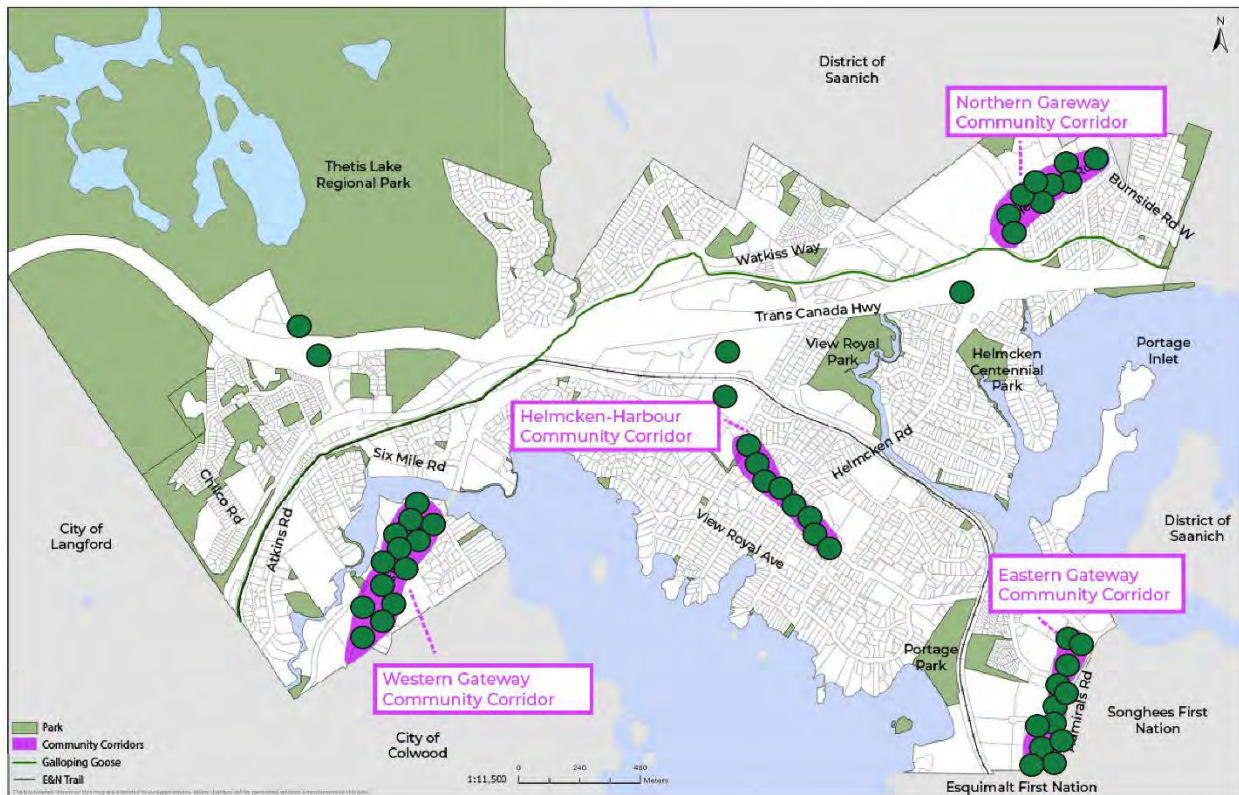 N
District of
Saanich
Northern Gareway
Community Corridor
Thetis Lake
Regional Park
Burnside Rd W
Watkiss Way
Trans Canada Hwy
View Royal
Park
Helmcken
Centennial
Park
Portage
Inlet
Helmcken-Harbour
Community Corridor
Helmcken Rd
Six Mile Rd
Chilco Rd
Atkins Rd
View Royal Ave
City of
Langford
District of
Saanich
Eastern Gateway
Community Corridor
Portage
Park
Western Gateway
Community Corridor
Admirals Rd
Songhees First
Nation
City of
Colwood
Esquimalt First Nation
Park
Community Corridors
Galloping Goose
E&N Trail
1:11,500
0 240 480
Meters